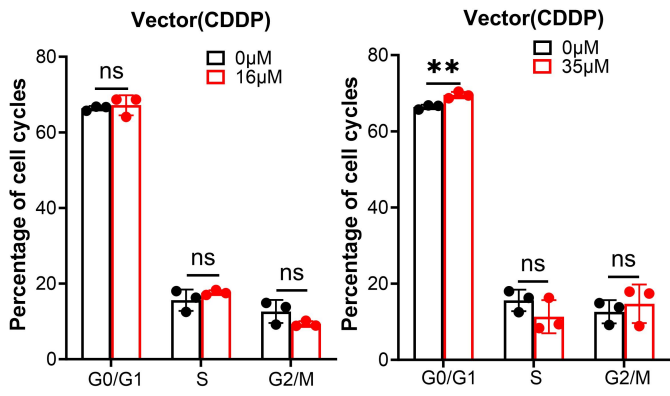 Vector(CDDP)
0μM
16μM
Percentage of cell cycles
80
60
40
20
0
ns
ns
ns
G0/G1
S
G2/M
Vector(CDDP)
0μM
35μM
Percentage of cell cycles
80
60
40
20
0
**
ns
ns
G0/G1
S
G2/M